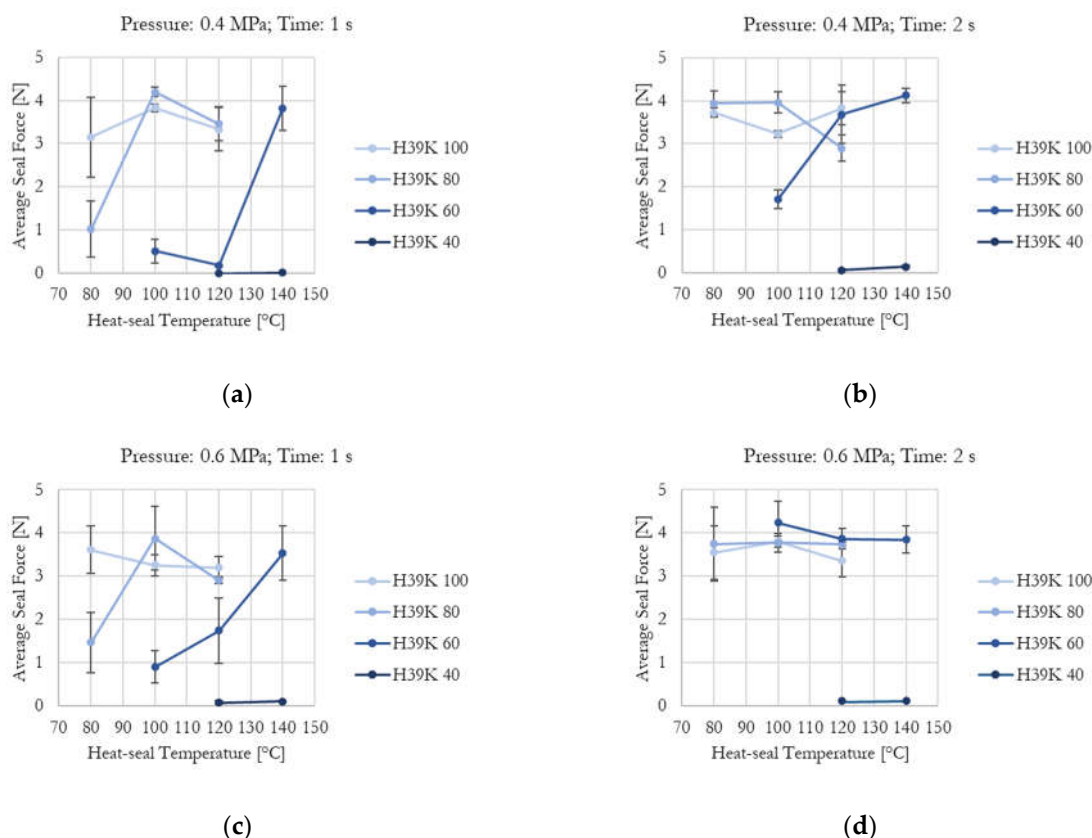 Pressure: 0.4 MPa; Time: 1 s
Average Seal Force [N]
5
4
3
2
1
0
70 80 90 100 110 120 130 140 150
Heat-seal Temperature [°C]
H39K 100
H39K 80
H39K 60
H39K 40
(a)
Pressure: 0.4 MPa; Time: 2 s
Average Seal Force [N]
5
4
3
2
1
0
70 80 90 100 110 120 130 140 150
Heat-seal Temperature [°C]
H39K 100
H39K 80
H39K 60
H39K 40
(b)
Pressure: 0.6 MPa; Time: 1 s
Average Seal Force [N]
5
4
3
2
1
0
70 80 90 100 110 120 130 140 150
Heat-seal Temperature [°C]
H39K 100
H39K 80
H39K 60
H39K 40
(c)
Pressure: 0.6 MPa; Time: 2 s
Average Seal Force [N]
5
4
3
2
1
0
70 80 90 100 110 120 130 140 150
Heat-seal Temperature [°C]
H39K 100
H39K 80
H39K 60
H39K 40
(d)